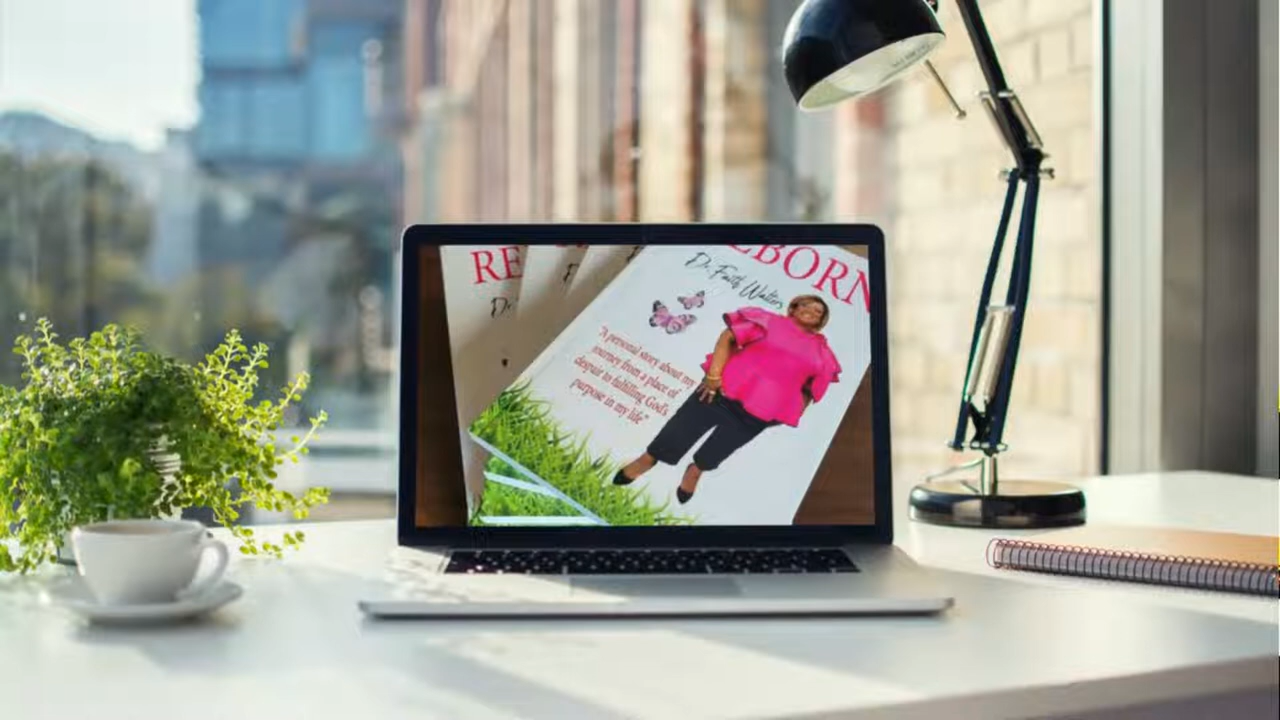 RE
Dr.
EBORN
Dr. Faith Walters
"A personal story about my
journey from a place of
despair to fulfilling God's
purpose in my life"